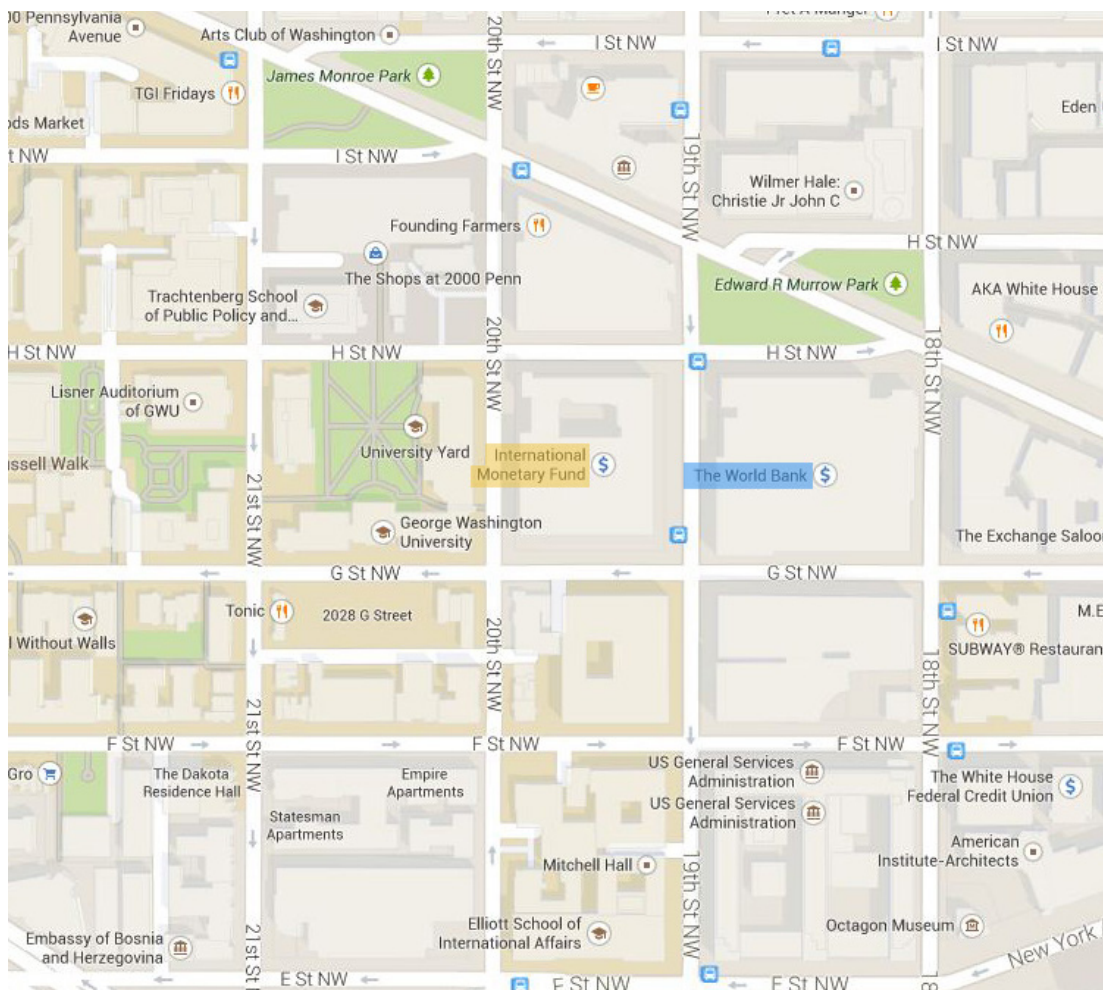 00 Pennsylvania
Avenue
Arts Club of Washington
20th St NW
I St NW
Pret A Manger
18th St NW
I St NW
James Monroe Park
TGI Fridays
ods Market
Eden
t NW
I St NW
19th St NW
Wilmer Hale:
Christie Jr John C
Founding Farmers
H St NW
The Shops at 2000 Penn
Trachtenberg School
of Public Policy and...
Edward R Murrow Park
AKA White House
20th St NW
H St NW
H St NW
H St NW
18th St NW
Lisner Auditorium
of GWU
University Yard
International
Monetary Fund
$
The World Bank
$
ussell Walk
21st St NW
George Washington
University
The Exchange Saloo
G St NW
G St NW
Tonic
2028 G Street
20th St NW
M.E
l Without Walls
SUBWAY® Restauran
18th St NW
21st St NW
F St NW
F St NW
F St NW
Gro
The Dakota
Residence Hall
Empire
Apartments
US General Services
Administration
The White House
Federal Credit Union
$
Statesman
Apartments
US General Services
Administration
Mitchell Hall
19th St NW
American
Institute-Architects
Elliott School of
International Affairs
Octagon Museum
Embassy of Bosnia
and Herzegovina
21st
New York
E St NW
E St NW
18